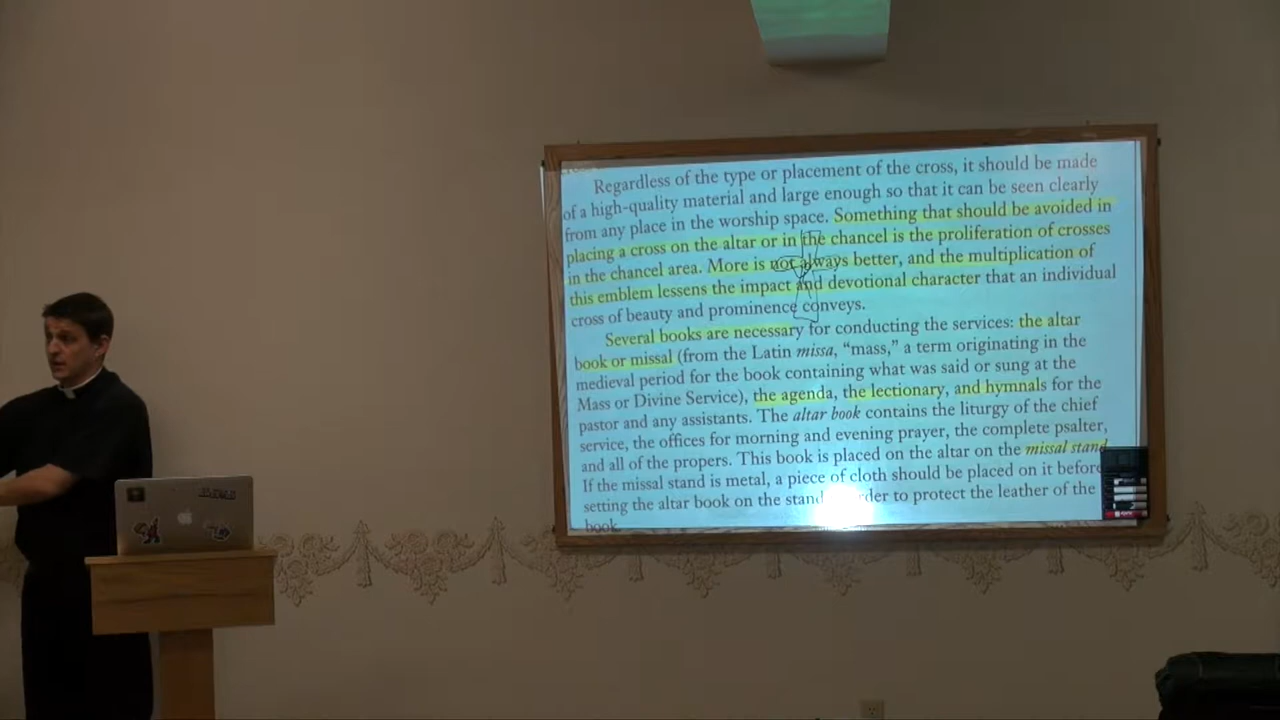 Regardless of the type or placement of the cross, it should be made
of a high-quality material and large enough so that it can be seen clearly
from any place in the worship space. Something that should be avoided in
placing a cross on the altar or in the chancel is the proliferation of crosses
in the chancel area. More is not always better, and the multiplication of
this emblem lessens the impact and devotional character that an individual
cross of beauty and prominence conveys.
Several books are necessary for conducting the services: the altar
book or missal (from the Latin missa, “mass,” a term originating in the
medieval period for the book containing what was said or sung at the
Mass or Divine Service), the agenda, the lectionary, and hymnals for the
pastor and any assistants. The altar book contains the liturgy of the chief
service, the offices for morning and evening prayer, the complete psalter,
and all of the propers. This book is placed on the altar on the missal stand
If the missal stand is metal, a piece of cloth should be placed on it before
setting the altar book on the stand order to protect the leather of the
book.